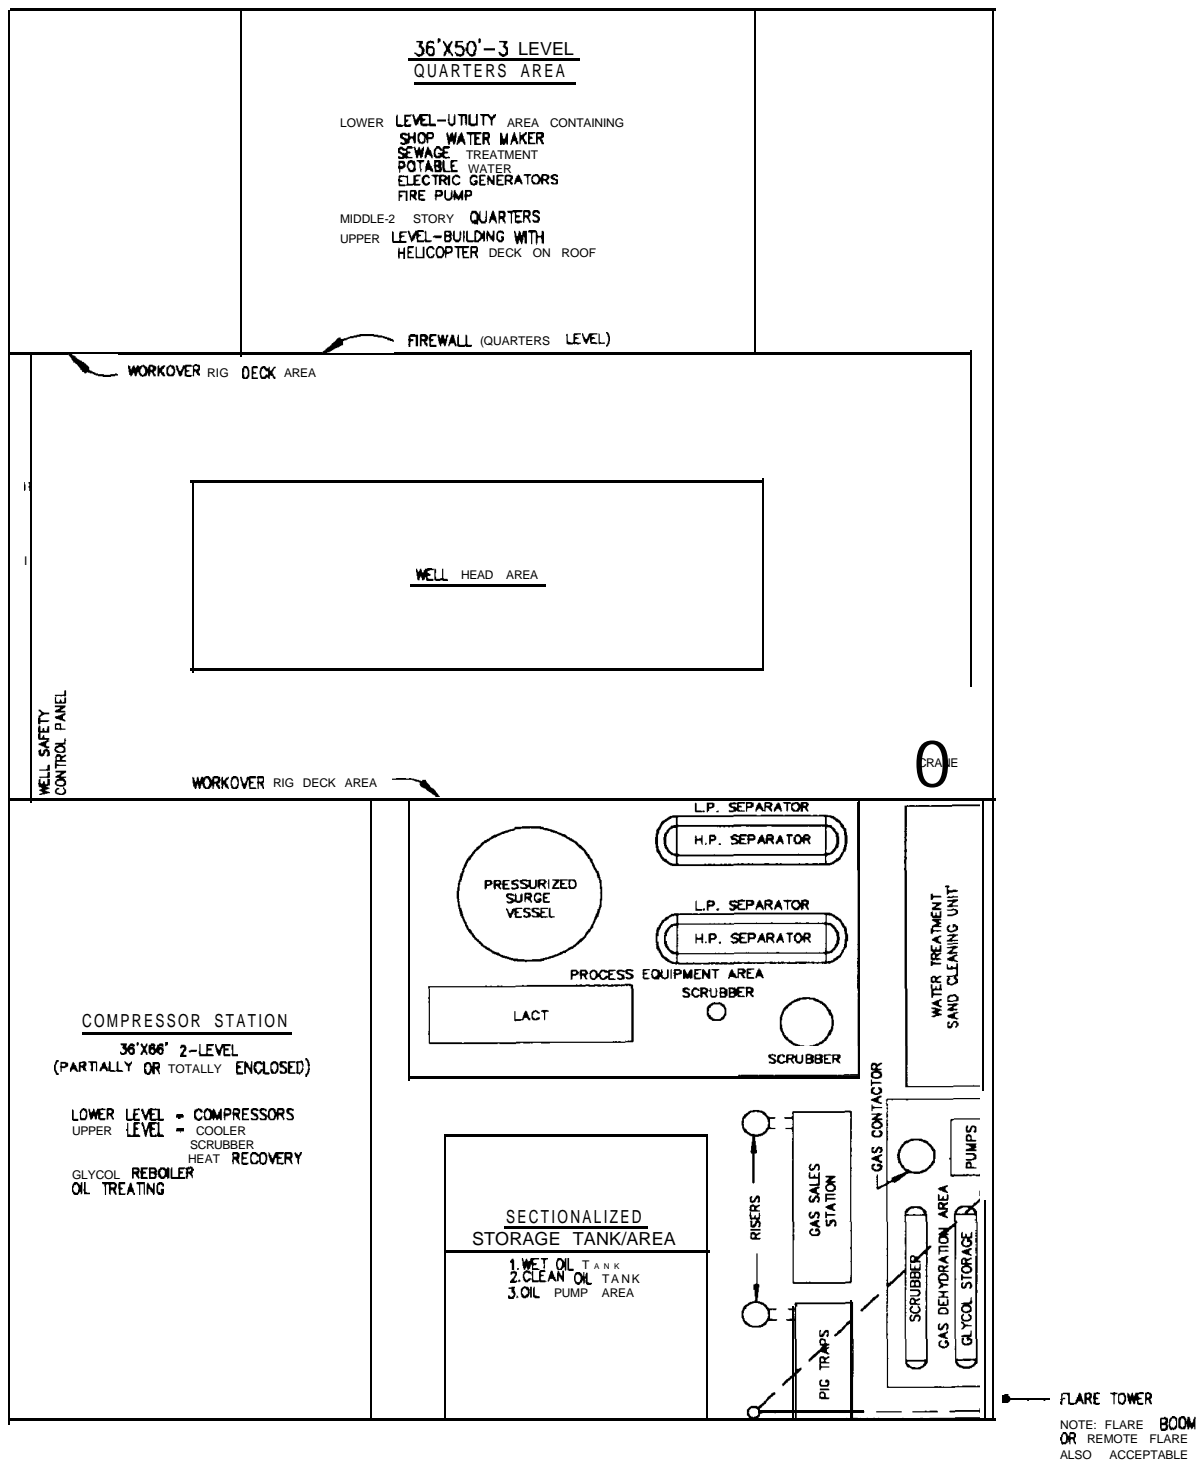 36'X50'-3 LEVEL
QUARTERS AREA
LOWER LEVEL-UTILITY AREA CONTAINING
SHOP WATER MAKER
SEWAGE TREATMENT
POTABLE WATER
ELECTRIC GENERATORS
FIRE PUMP
MIDDLE-2 STORY QUARTERS
UPPER LEVEL-BUILDING WITH
HELICOPTER DECK ON ROOF
FIREWALL (QUARTERS LEVEL)
WORKOVER RIG DECK AREA
WELL HEAD AREA
WELL SAFETY
CONTROL PANEL
CRANE
WORKOVER RIG DECK AREA
L.P. SEPARATOR
H.P. SEPARATOR
PRESSURIZED
SURGE
VESSEL
L.P. SEPARATOR
H.P. SEPARATOR
PROCESS EQUIPMENT AREA
SCRUBBER
LACT
SCRUBBER
WATER TREATMENT
SAND CLEANING UNIT'
COMPRESSOR STATION
36'X66' 2-LEVEL
(PARTIALLY OR TOTALLY ENCLOSED)
LOWER LEVEL = COMPRESSORS
UPPER LEVEL = COOLER
SCRUBBER
HEAT RECOVERY
GLYCOL REBOILER
OIL TREATING
SECTIONALIZED
STORAGE TANK/AREA
1.WET OIL TANK
2.CLEAN OIL TANK
3.OIL PUMP AREA
RISERS
GAS SALES
STATION
PIG TRAPS
GAS CONTACTOR
PUMPS
SCRUBBER
GAS DEHYDRATION AREA
GLYCOL STORAGE
FLARE TOWER
NOTE: FLARE BOOM
OR REMOTE FLARE
ALSO ACCEPTABLE